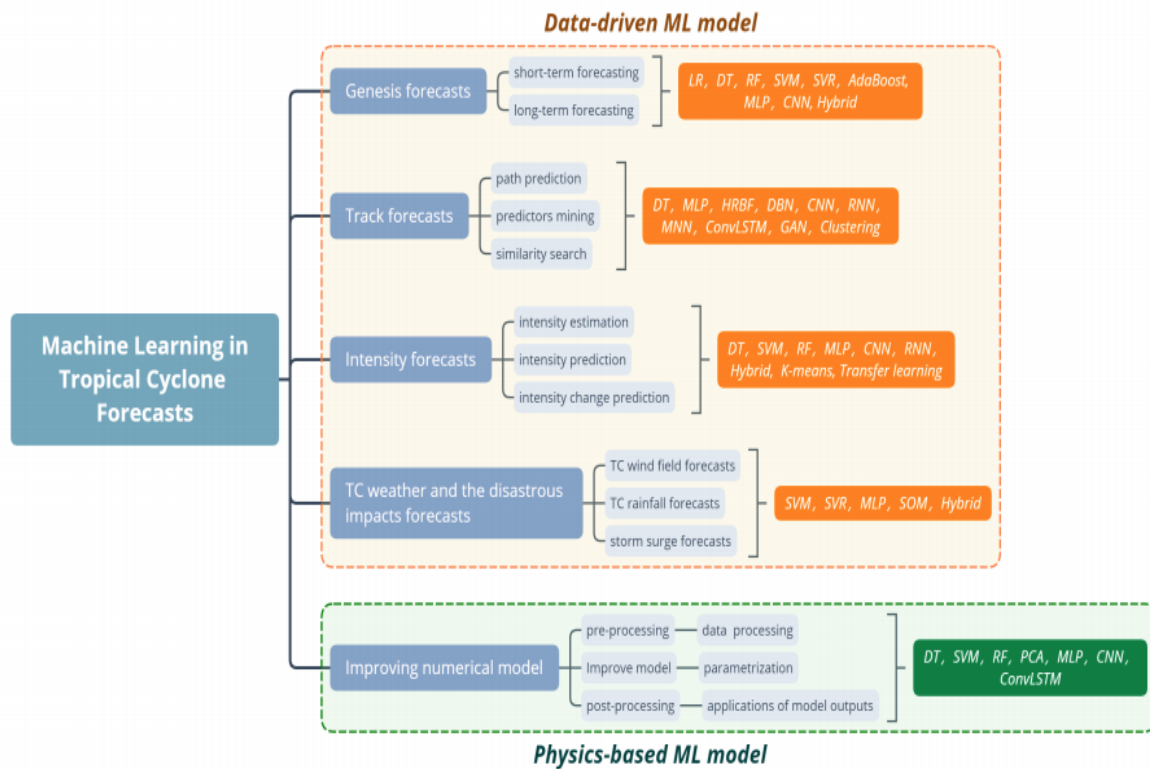 Data-driven ML model
Genesis forecasts
short-term forecasting
long-term forecasting
LR, DT, RF, SVM, SVR, AdaBoost,
MLP, CNN, Hybrid
Track forecasts
path prediction
predictors mining
similarity search
DT, MLP, HRBF, DBN, CNN, RNN,
MNN, ConvLSTM, GAN, Clustering
Machine Learning in
Tropical Cyclone
Forecasts
Intensity forecasts
intensity estimation
intensity prediction
intensity change prediction
DT, SVM, RF, MLP, CNN, RNN,
Hybrid, K-means, Transfer learning
TC weather and the disastrous
impacts forecasts
TC wind field forecasts
TC rainfall forecasts
storm surge forecasts
SVM, SVR, MLP, SOM, Hybrid
Improving numerical model
pre-processing
data processing
Improve model
parametrization
post-processing
applications of model outputs
DT, SVM, RF, PCA, MLP, CNN,
ConvLSTM
Physics-based ML model